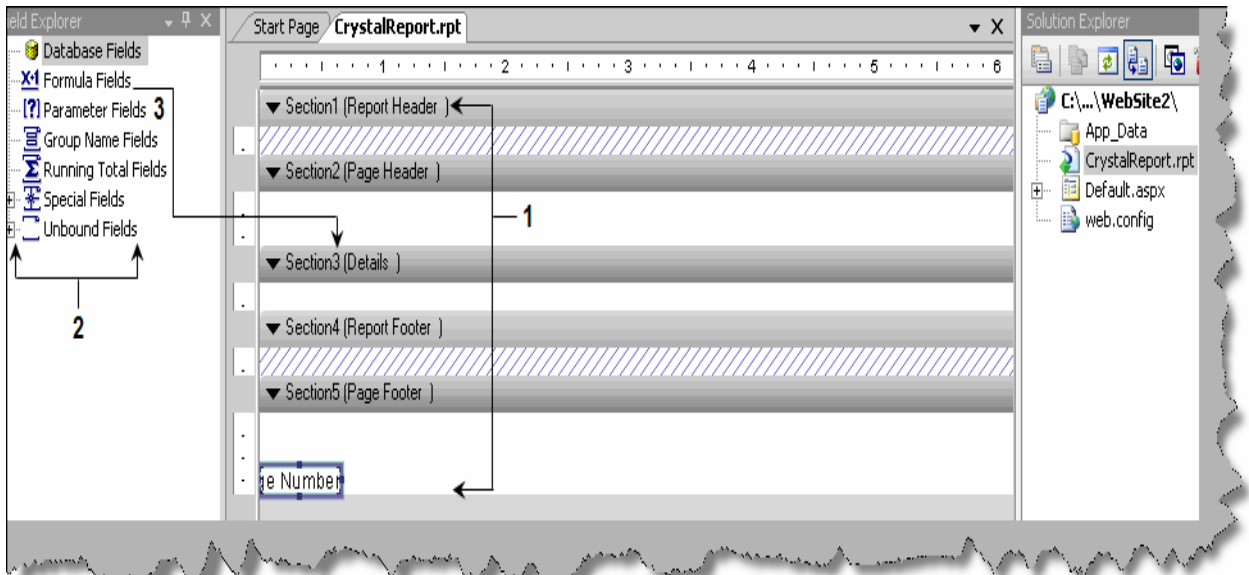 eld Explorer
Database Fields
Formula Fields
Parameter Fields
3
Group Name Fields
Running Total Fields
Special Fields
Unbound Fields
2
Start Page
CrystalReport.rpt
1 2 3 4 5 6
Section1 (Report Header )
Section2 (Page Header )
1
Section3 (Details )
Section4 (Report Footer )
Section5 (Page Footer )
ge Number
Solution Explorer
C:\...\WebSite2\
App_Data
CrystalReport.rpt
Default.aspx
web.config